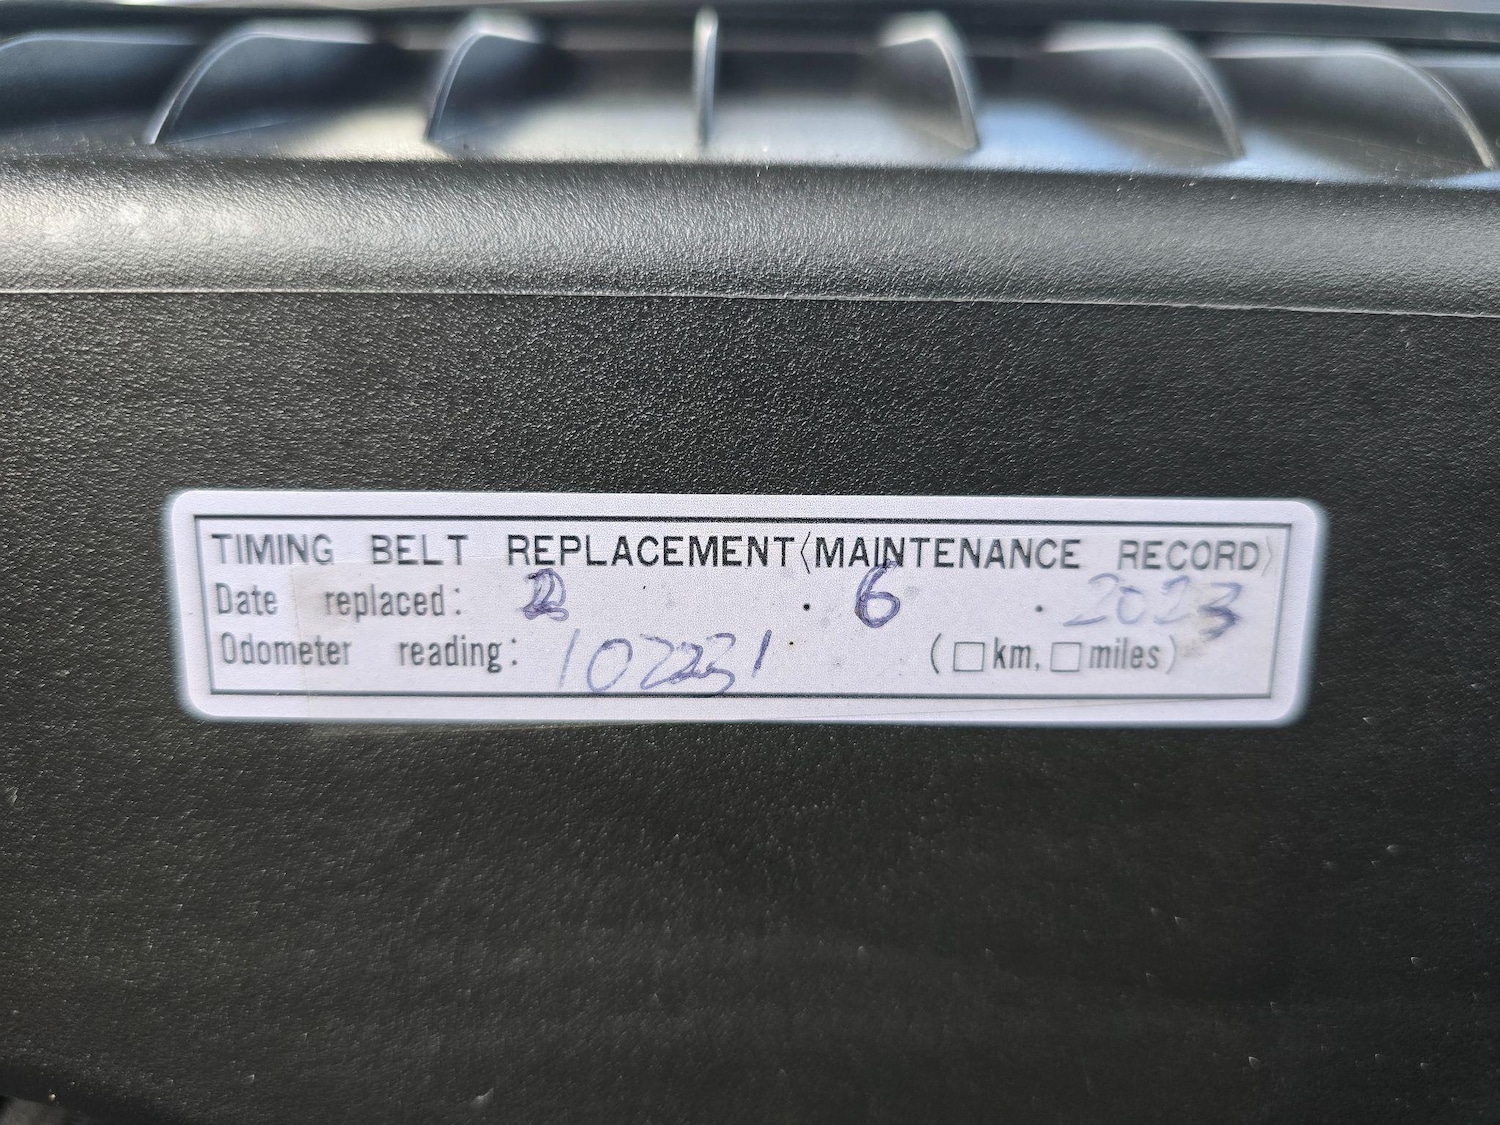 TIMING BELT REPLACEMENT〈MAINTENANCE RECORD〉
Date replaced: 2 . 6 . 2023
Odometer reading: 102231 (□km, □miles)